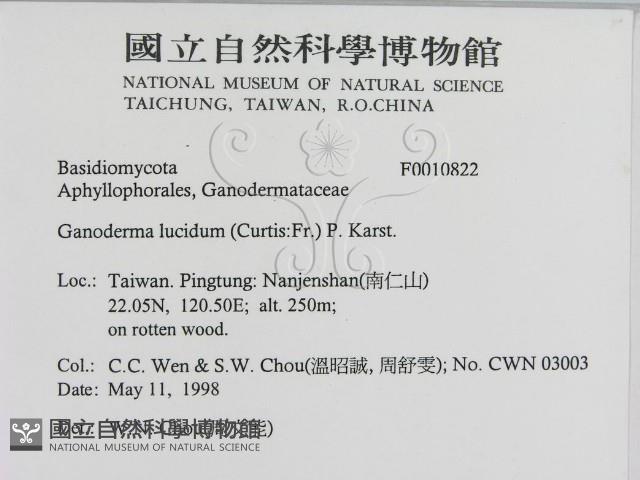 國立自然科學博物館
NATIONAL MUSEUM OF NATURAL SCIENCE
TAICHUNG, TAIWAN, R.O.CHINA
Basidiomycota F0010822
Aphyllophorales, Ganodermataceae
Ganoderma lucidum (Curtis:Fr.) P. Karst.
Loc.: Taiwan. Pingtung: Nanjenshan(南仁山)
22.05N, 120.50E; alt. 250m;
on rotten wood.
Col.: C.C. Wen & S.W. Chou(溫昭誠, 周舒雯); No. CWN 03003
Date: May 11, 1998
國立自然科學博物館
NATIONAL MUSEUM OF NATURAL SCIENCE